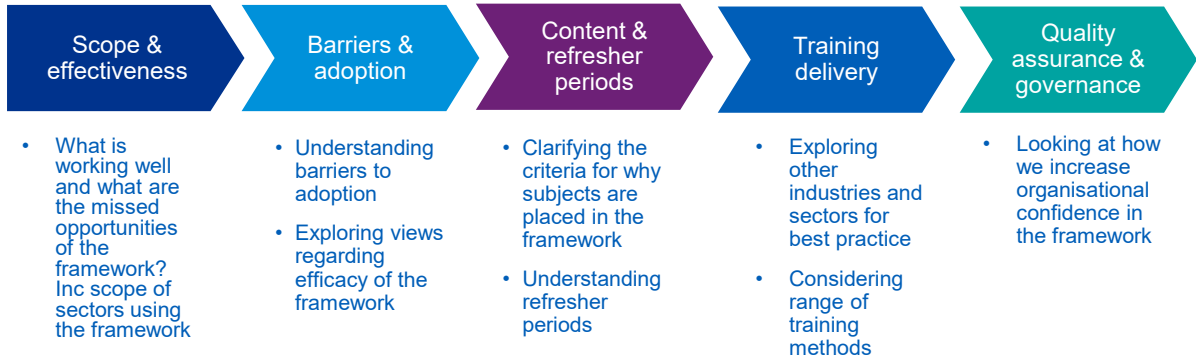 Scope &
effectiveness
• What is
working well
and what are
the missed
opportunities
of the
framework?
Inc scope of
sectors using
the framework
Barriers &
adoption
• Understanding
barriers to
adoption
• Exploring views
regarding
efficacy of the
framework
Content &
refresher
periods
• Clarifying the
criteria for why
subjects are
placed in the
framework
• Understanding
refresher
periods
Training
delivery
• Exploring
other
industries and
sectors for
best practice
• Considering
range of
training
methods
Quality
assurance &
governance
• Looking at how
we increase
organisational
confidence in
the framework